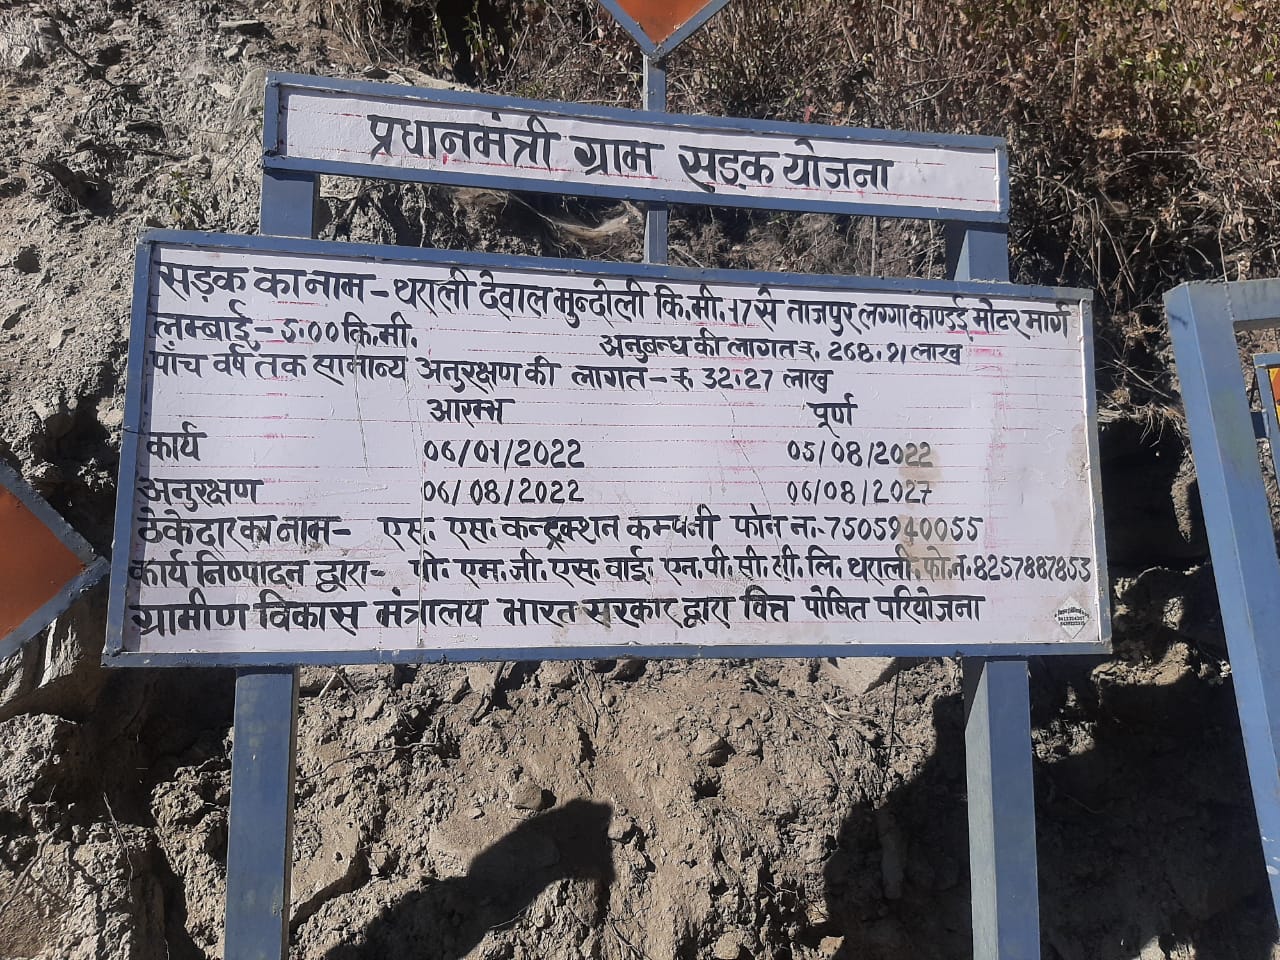 प्रधानमंत्री ग्राम सड़क योजना
सड़क का नाम - थराली देवाल मुन्दोली कि.मी. 17 से ताजपुर लग्गा काण्डई मोटर मार्ग
लम्बाई - 5.00 कि.मी. अनुबन्ध की लागत रु. 268.91 लाख
पाँच वर्ष तक सामान्य अनुरक्षण की लागत - रु 32.27 लाख
आरम्भ पूर्ण
कार्य 06/01/2022 05/08/2022
अनुरक्षण 06/08/2022 06/08/2027
ठेकेदार का नाम - एस. एस. कन्ट्रक्शन कम्पनी फोन न.- 7505940055
कार्य निष्पादन द्वारा - पी. एम. जी. एस. वाई. एन. पी. सी. सी. लि. थराली. फो.न. 8257887853
ग्रामीण विकास मंत्रालय भारत सरकार द्वारा वित्त पोषित परियोजना